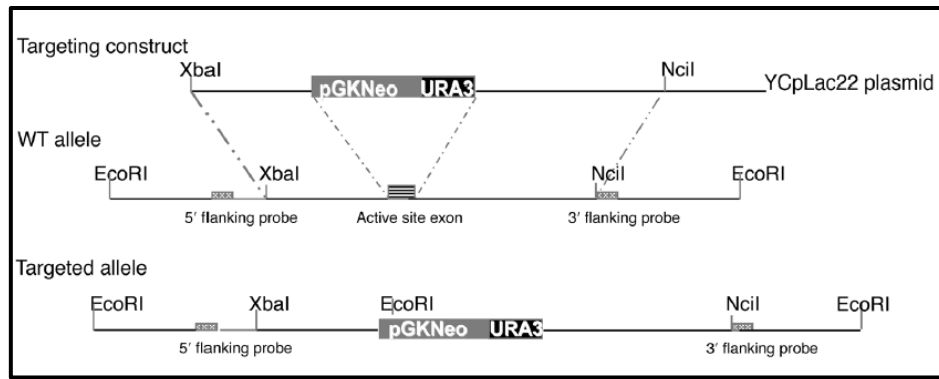 Targeting construct
XbaI NciI
pGKNeo URA3
YCpLac22 plasmid
WT allele
EcoRI XbaI NciI EcoRI
5' flanking probe Active site exon 3' flanking probe
Targeted allele
EcoRI XbaI EcoRI NciI EcoRI
pGKNeo URA3
5' flanking probe 3' flanking probe